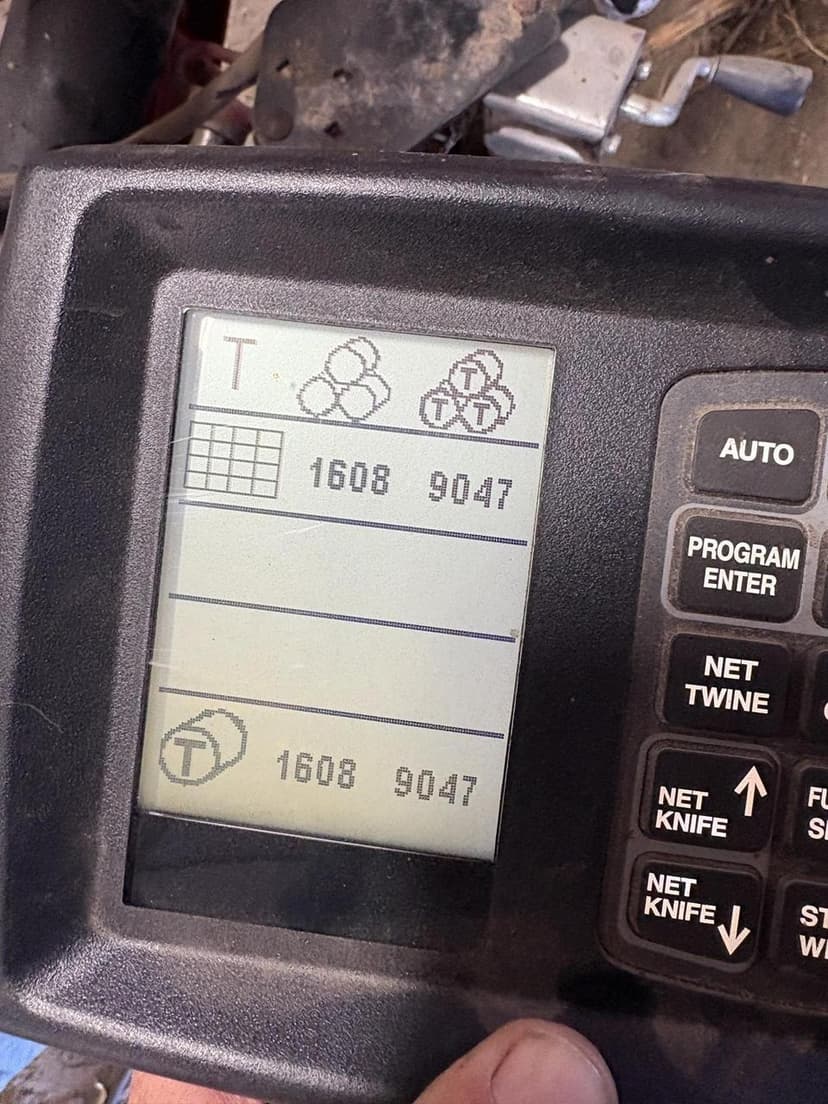 T
T
T T
1608 9047
T 1608 9047
AUTO
PROGRAM
ENTER
NET
TWINE
NET
KNIFE
NET
KNIFE